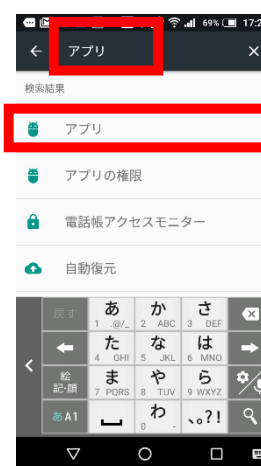 69% 17:2
アプリ
検索結果
アプリ
アプリの権限
電話帳アクセスモニター
自動復元
戻す あ 1 .@/_ か 2 ABC さ 3 DEF
た 4 GHI な 5 JKL は 6 MNO
絵記・顔 ま 7 PQRS や 8 TUV ら 9 WXYZ
あA1 わ 0 . 、。?!